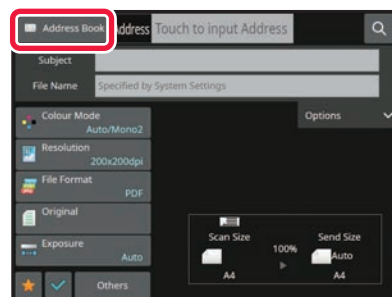 Address Book Address Touch to input Address
Subject
File Name Specified by System Settings
Colour Mode
Auto/Mono2
Options
Resolution
200x200dpi
File Format
PDF
Original
Exposure
Auto
Others
Scan Size
100%
Send Size
Auto
A4
A4